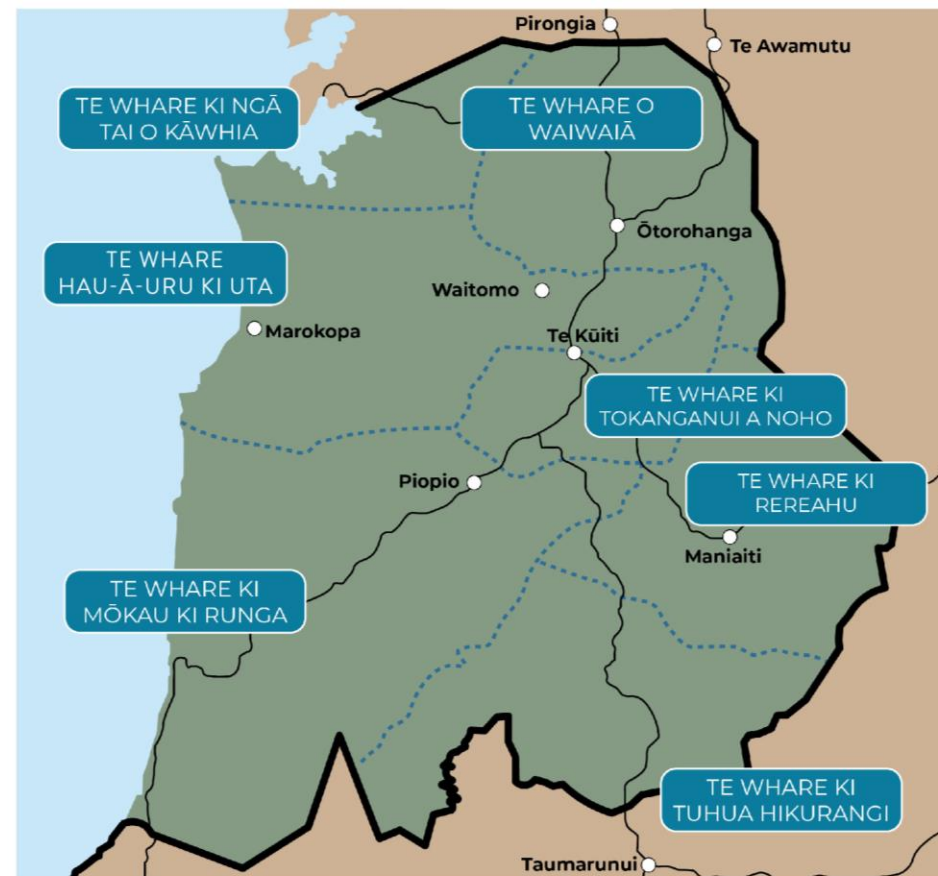 Pirongia
Te Awamutu
TE WHARE KI NGĀ
TAI O KĀWHIA
TE WHARE O
WAIWAIĀ
Ōtorohanga
TE WHARE
HAU-Ā-URU KI UTA
Waitomo
Marokopa
Te Kūiti
TE WHARE KI
TOKANGANUI A NOHO
Piopio
TE WHARE KI
REREAHU
Maniaiti
TE WHARE KI
MŌKAU KI RUNGA
TE WHARE KI
TUHUA HIKURANGI
Taumarunui